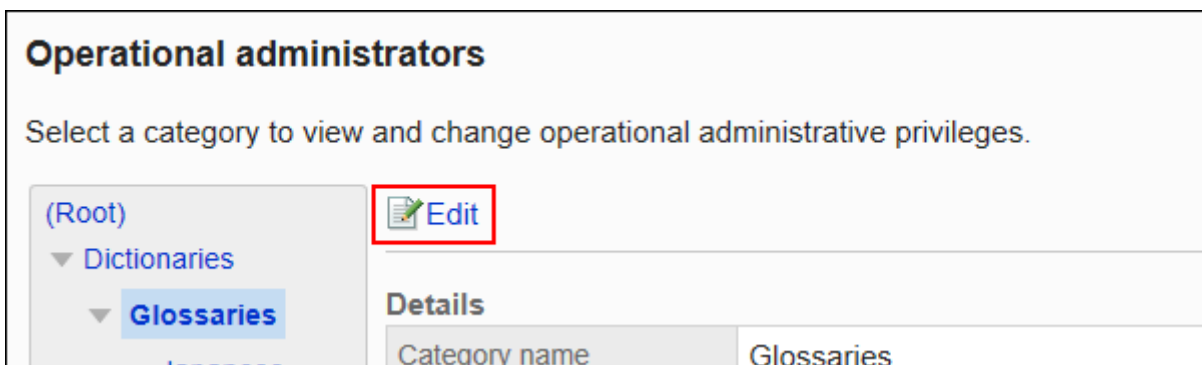 Operational administrators
Select a category to view and change operational administrative privileges.
(Root)
Edit
Dictionaries
Glossaries
Details
Category name
Glossaries